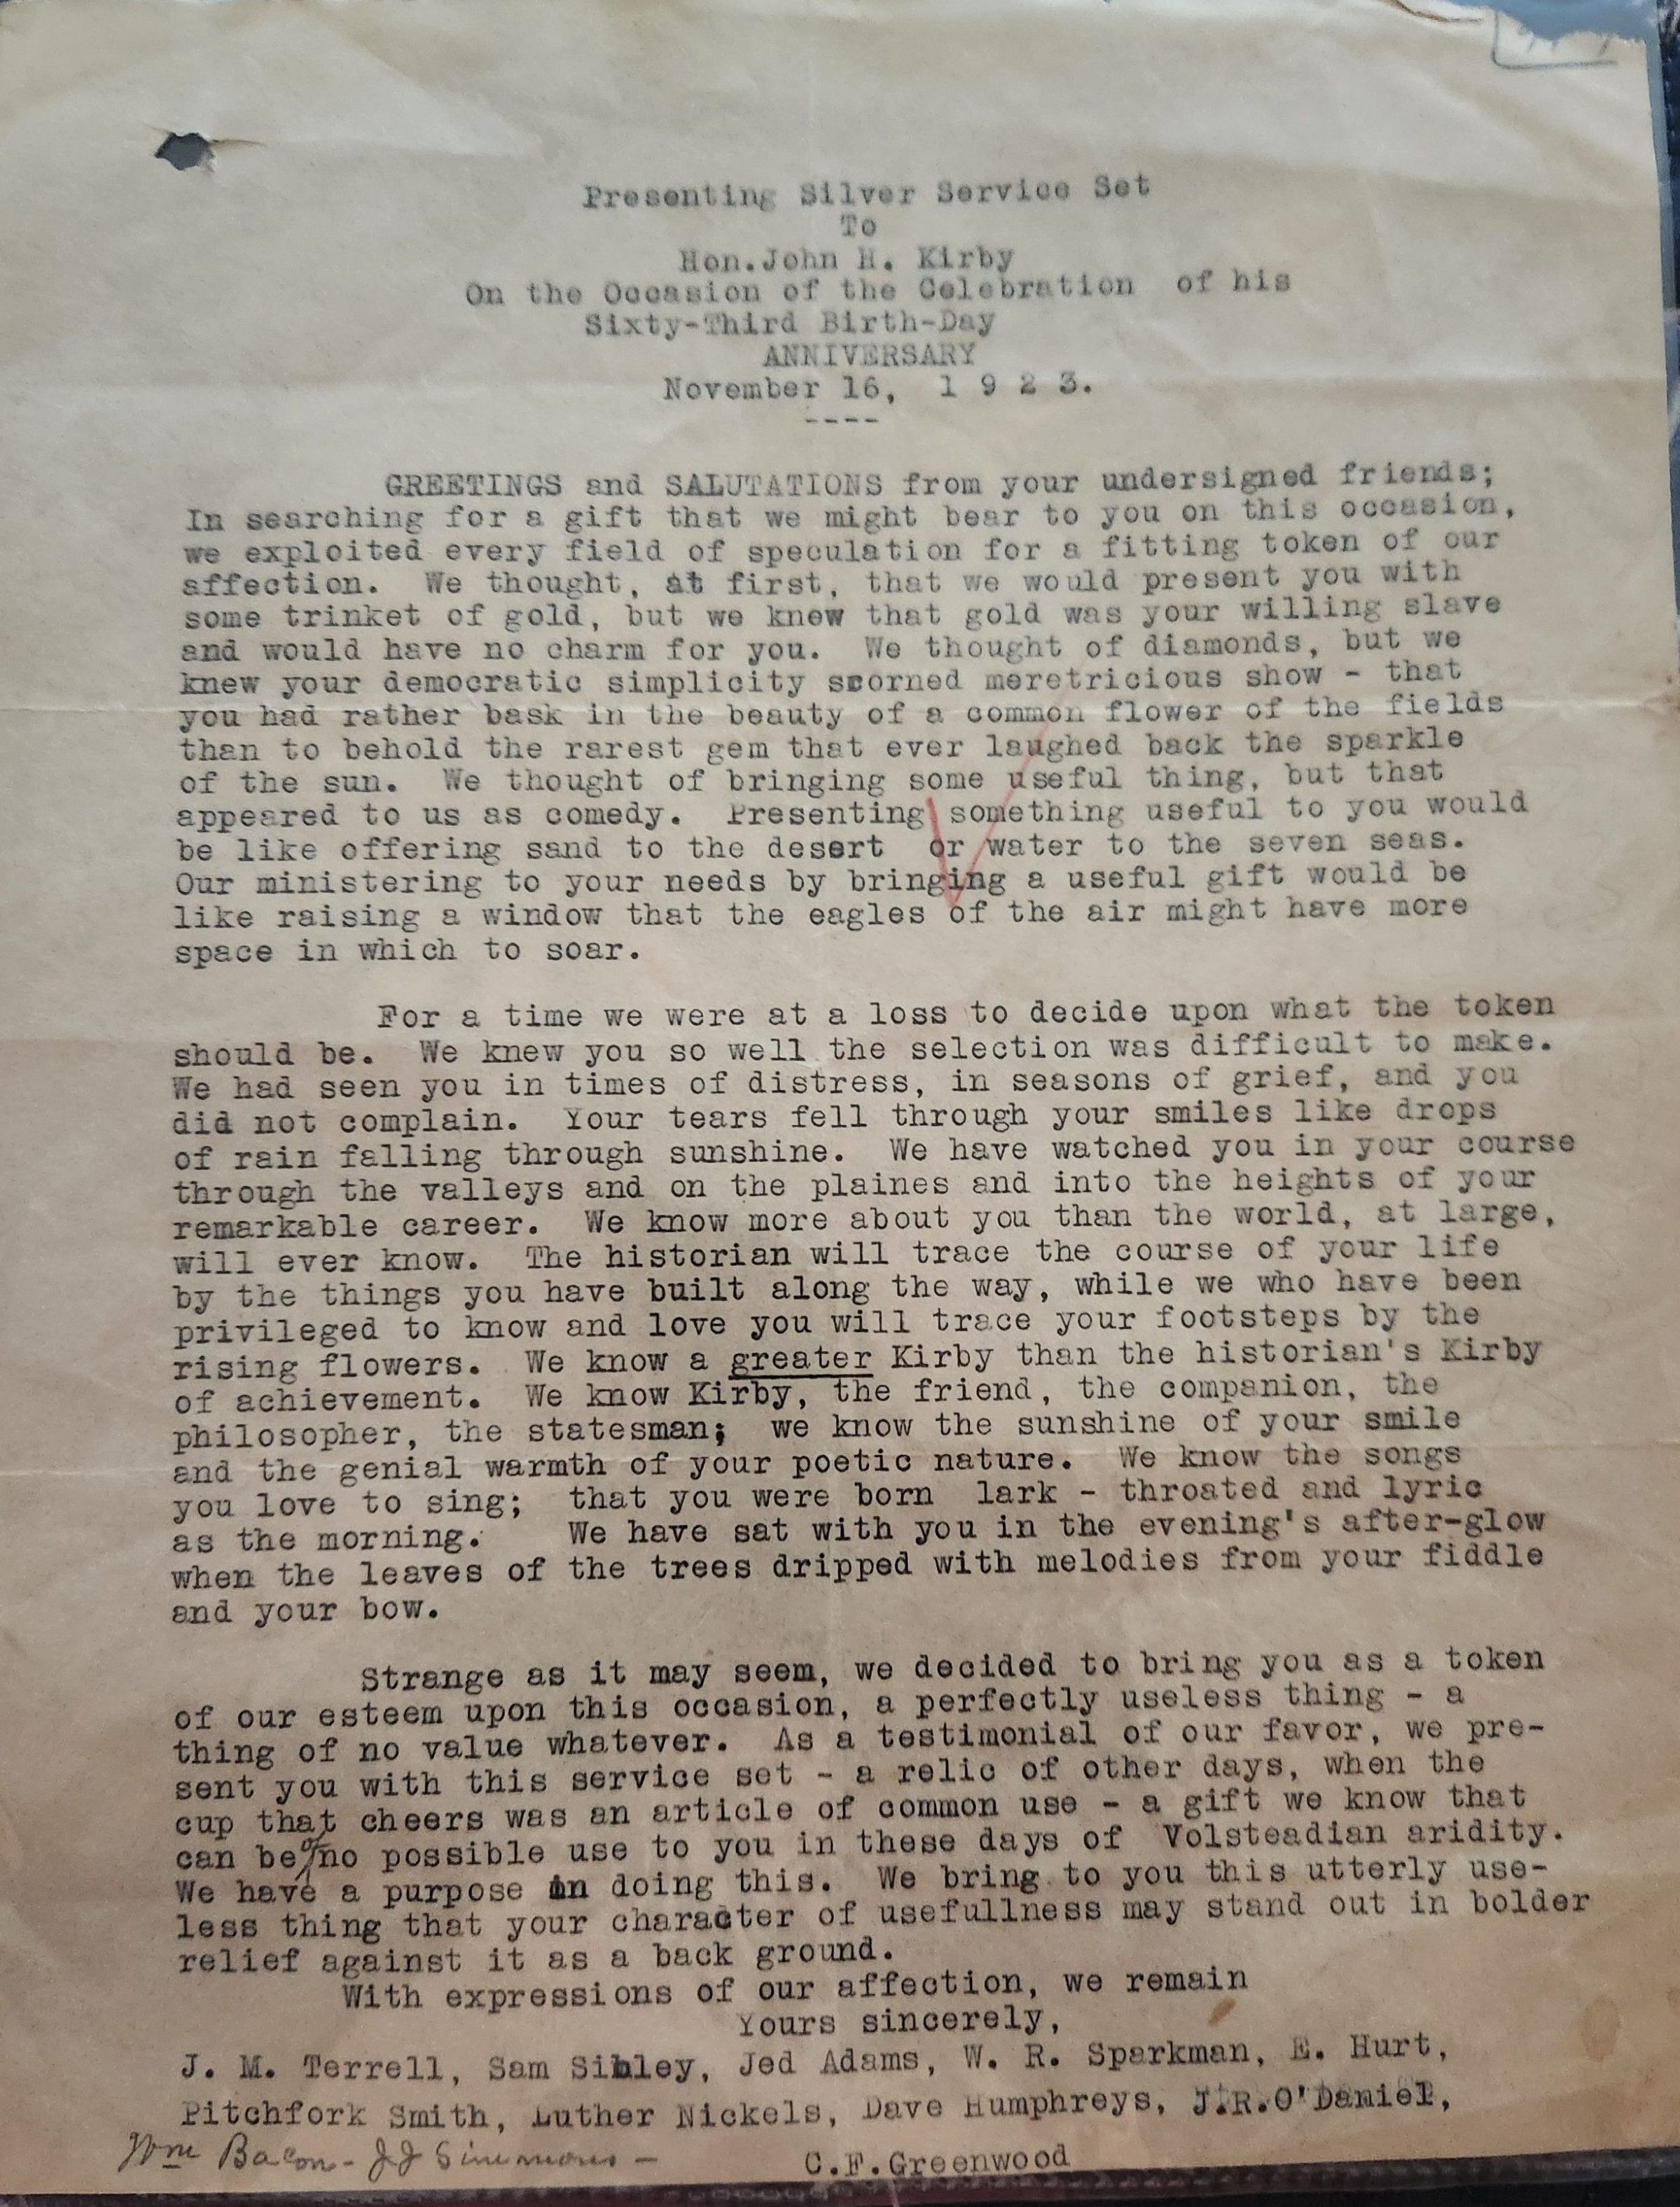 Presenting Silver Service Set
To
Hon.John H. Kirby
On the Occasion of the Celebration of his
Sixty-Third Birth-Day
ANNIVERSARY
November 16, 1 9 2 3.
----
GREETINGS and SALUTATIONS from your undersigned friends;
In searching for a gift that we might bear to you on this occasion,
we exploited every field of speculation for a fitting token of our
affection. We thought, at first, that we would present you with
some trinket of gold, but we knew that gold was your willing slave
and would have no charm for you. We thought of diamonds, but we
knew your democratic simplicity scorned meretricious show - that
you had rather bask in the beauty of a common flower of the fields
than to behold the rarest gem that ever laughed back the sparkle
of the sun. We thought of bringing some useful thing, but that
appeared to us as comedy. Presenting something useful to you would
be like offering sand to the desert or water to the seven seas.
Our ministering to your needs by bringing a useful gift would be
like raising a window that the eagles of the air might have more
space in which to soar.
For a time we were at a loss to decide upon what the token
should be. We knew you so well the selection was difficult to make.
We had seen you in times of distress, in seasons of grief, and you
did not complain. Your tears fell through your smiles like drops
of rain falling through sunshine. We have watched you in your course
through the valleys and on the plaines and into the heights of your
remarkable career. We know more about you than the world, at large,
will ever know. The historian will trace the course of your life
by the things you have built along the way, while we who have been
privileged to know and love you will trace your footsteps by the
rising flowers. We know a greater Kirby than the historian's Kirby
of achievement. We know Kirby, the friend, the companion, the
philosopher, the statesman; we know the sunshine of your smile
and the genial warmth of your poetic nature. We know the songs
you love to sing; that you were born lark - throated and lyric
as the morning. We have sat with you in the evening's after-glow
when the leaves of the trees dripped with melodies from your fiddle
and your bow.
Strange as it may seem, we decided to bring you as a token
of our esteem upon this occasion, a perfectly useless thing - a
thing of no value whatever. As a testimonial of our favor, we pre-
sent you with this service set - a relic of other days, when the
cup that cheers was an article of common use - a gift we know that
can be of no possible use to you in these days of Volsteadian aridity.
We have a purpose in doing this. We bring to you this utterly use-
less thing that your character of usefullness may stand out in bolder
relief against it as a back ground.
With expressions of our affection, we remain
Yours sincerely,
J. M. Terrell, Sam Sibley, Jed Adams, W. R. Sparkman, E. Hurt,
Pitchfork Smith, Luther Nickels, Dave Humphreys, J.R.O'Daniel,
Wm Bacon - JJ Simmons - C.F.Greenwood